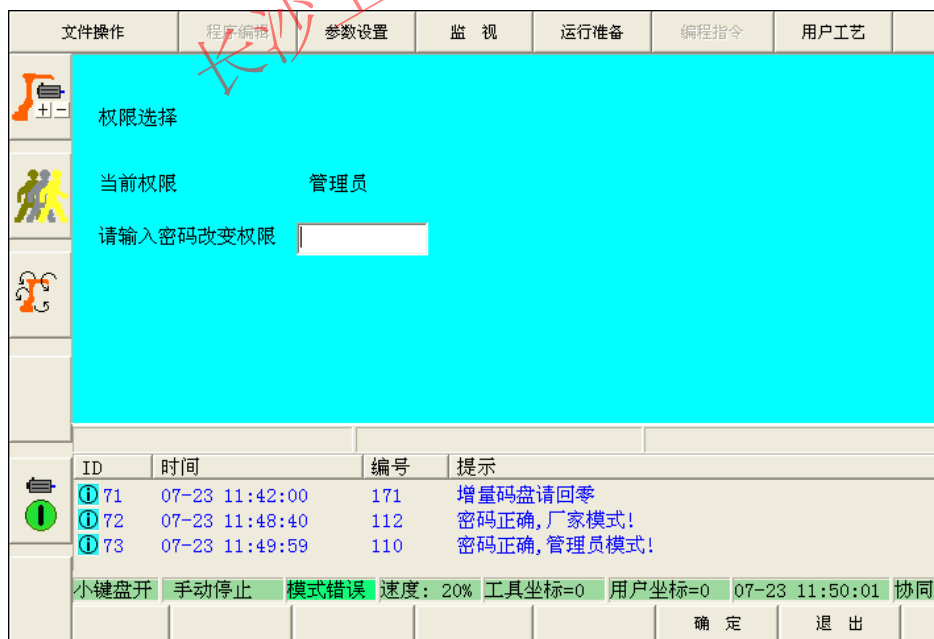 文件操作 程序编辑 参数设置 监 视 运行准备 编程指令 用户工艺
权限选择
当前权限 管理员
请输入密码改变权限
ID 时间 编号 提示
71 07-23 11:42:00 171 增量码盘请回零
72 07-23 11:48:40 112 密码正确,厂家模式!
73 07-23 11:49:59 110 密码正确,管理员模式!
小键盘开 手动停止 模式错误 速度: 20% 工具坐标=0 用户坐标=0 07-23 11:50:01 协同
确 定 退 出
长沙